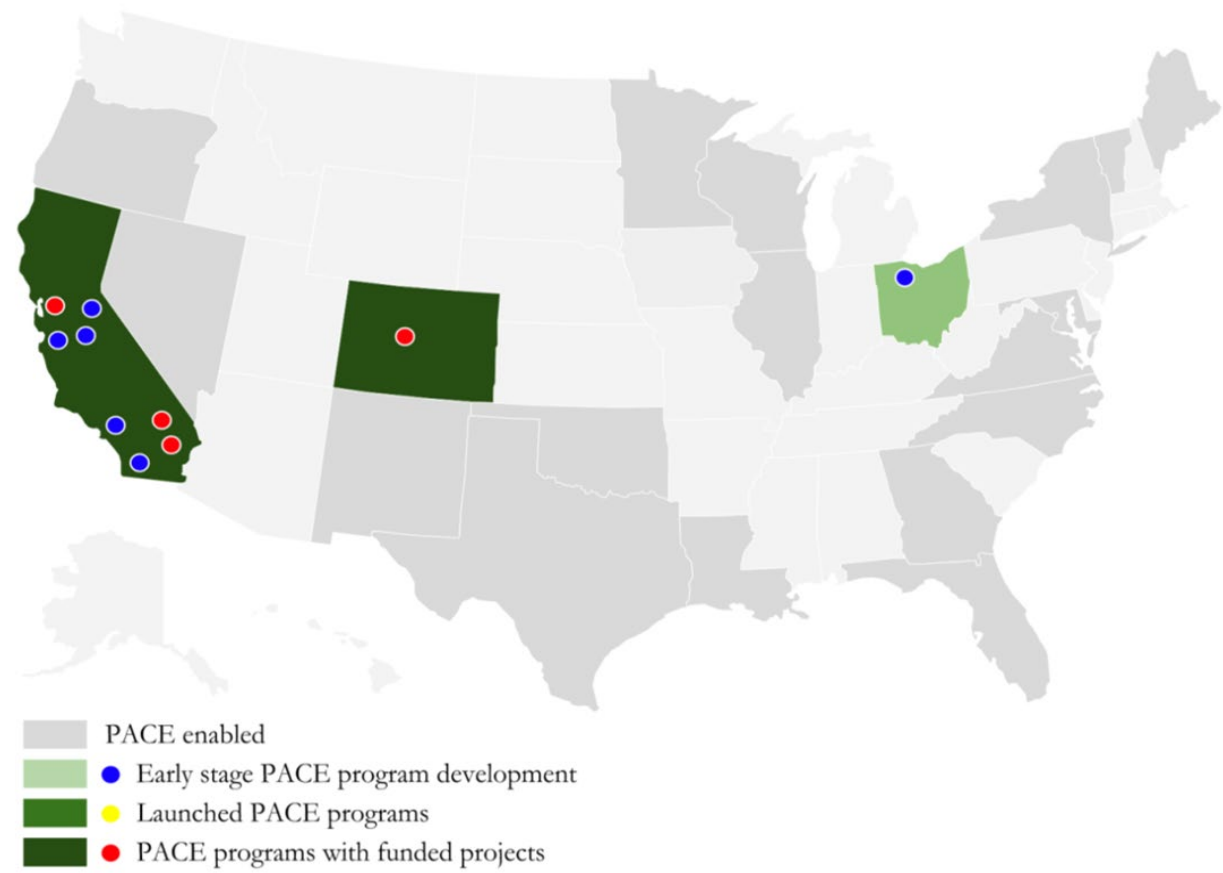 PACE enabled
Early stage PACE program development
Launched PACE programs
PACE programs with funded projects